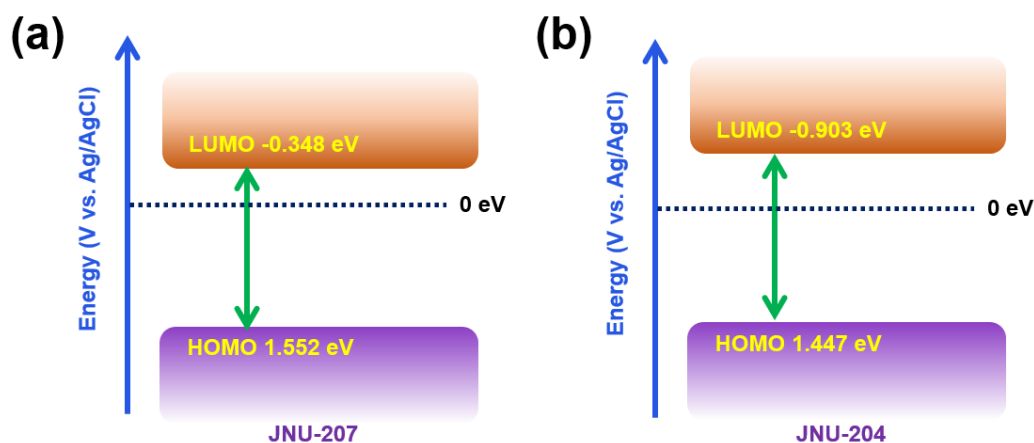 (a)
Energy (V vs. Ag/AgCl)
LUMO -0.348 eV
0 eV
HOMO 1.552 eV
JNU-207
(b)
Energy (V vs. Ag/AgCl)
LUMO -0.903 eV
0 eV
HOMO 1.447 eV
JNU-204